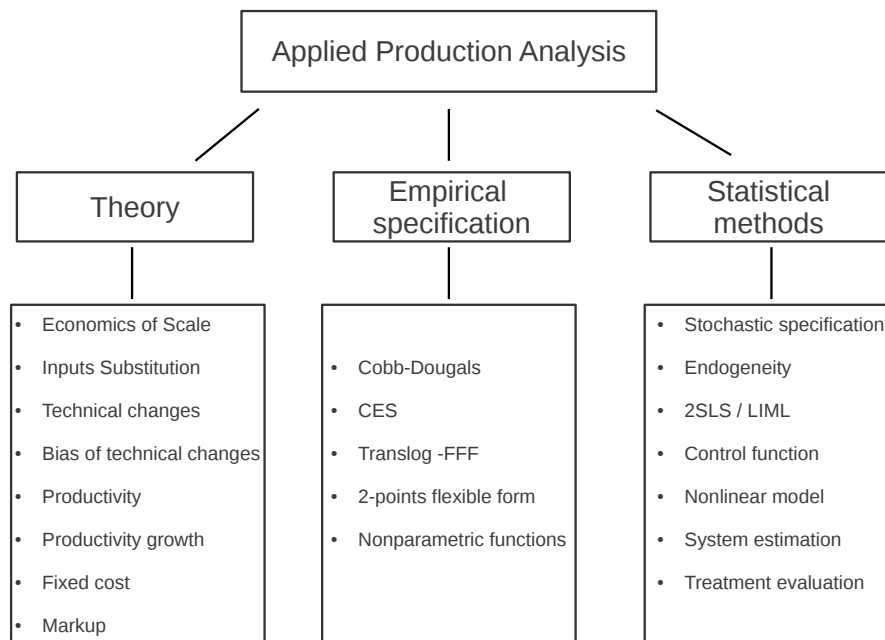 Applied Production Analysis
Theory
Empirical
specification
Statistical
methods
• Economics of Scale
• Inputs Substitution
• Technical changes
• Bias of technical changes
• Productivity
• Productivity growth
• Fixed cost
• Markup
• Cobb-Dougals
• CES
• Translog -FFF
• 2-points flexible form
• Nonparametric functions
• Stochastic specification
• Endogeneity
• 2SLS / LIML
• Control function
• Nonlinear model
• System estimation
• Treatment evaluation